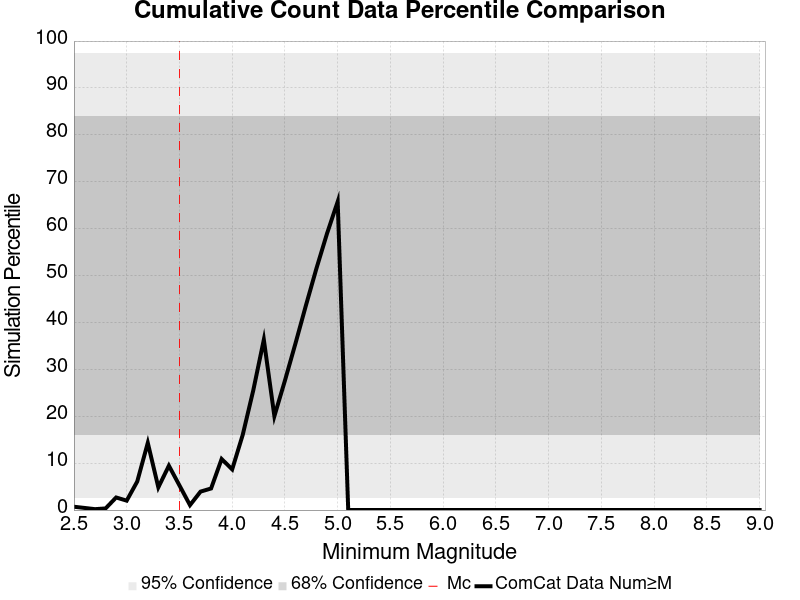 Cumulative Count Data Percentile Comparison
Simulation Percentile
100
90
80
70
60
50
40
30
20
10
0
2.5 3.0 3.5 4.0 4.5 5.0 5.5 6.0 6.5 7.0 7.5 8.0 8.5 9.0
Minimum Magnitude
95% Confidence 68% Confidence Mc ComCat Data Num≥M